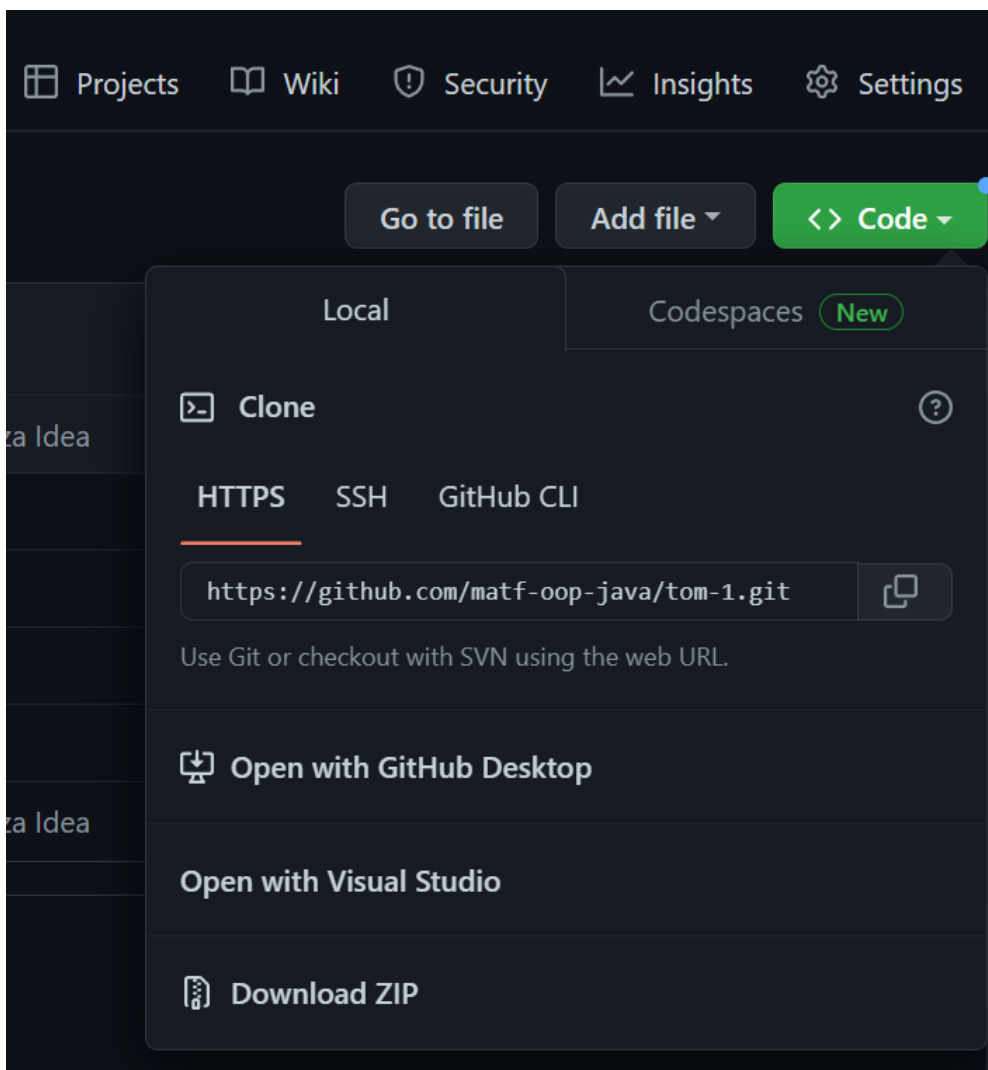 Projects Wiki Security Insights Settings
Go to file Add file Code
Local Codespaces New
Clone
za Idea
HTTPS SSH GitHub CLI
https://github.com/matf-oop-java/tom-1.git
Use Git or checkout with SVN using the web URL.
Open with GitHub Desktop
za Idea
Open with Visual Studio
Download ZIP